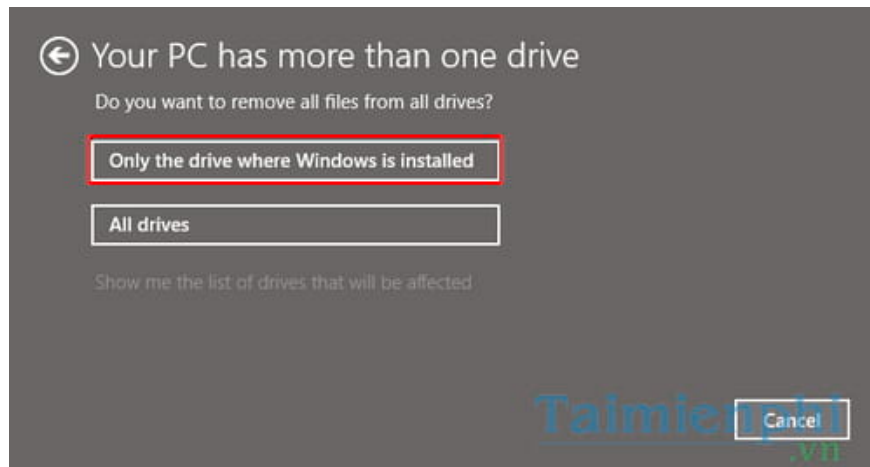 Your PC has more than one drive
Do you want to remove all files from all drives?
Only the drive where Windows is installed
All drives
Show me the list of drives that will be affected
Taimienphi
Cancel
.vn